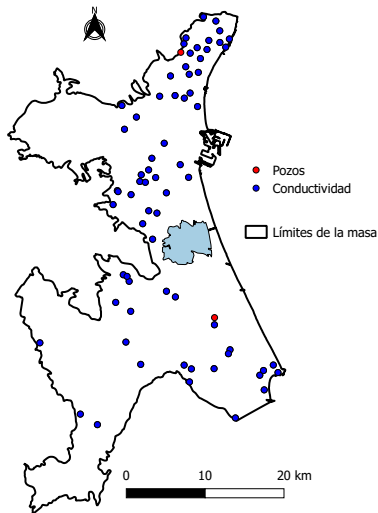 N
Pozos
Conductividad
Límites de la masa
0 10 20 km